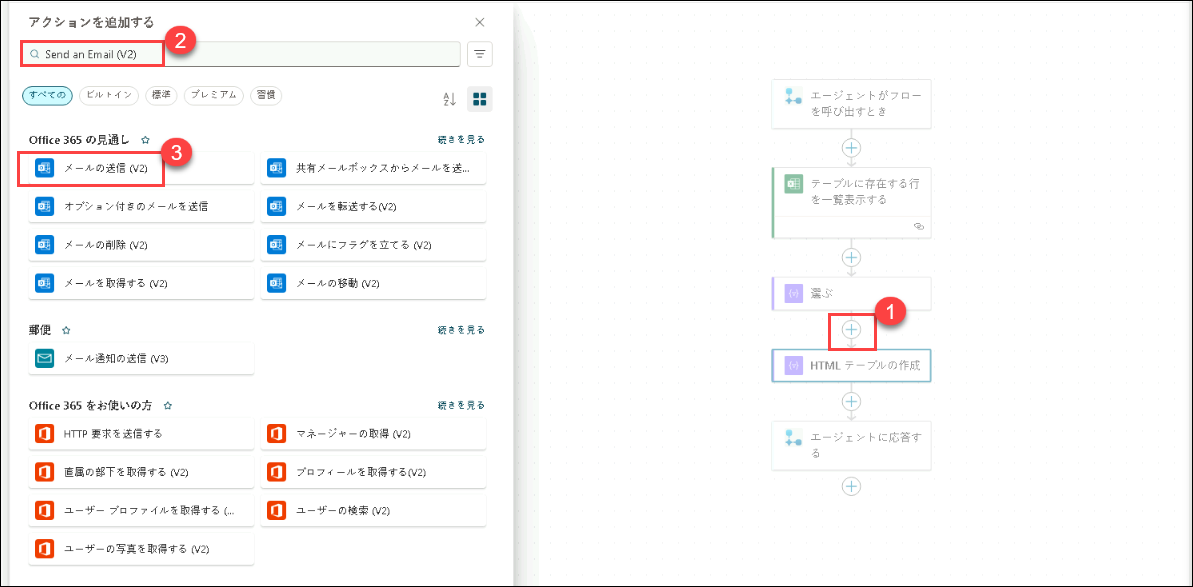 アクションを追加する
2
Send an Email (V2)
すべての
ビルトイン
標準
プレミアム
習慣
Office 365 の見通し
続きを見る
3
メールの送信 (V2)
共有メールボックスからメールを送...
オプション付きのメールを送信
メールを転送する(V2)
メールの削除 (V2)
メールにフラグを立てる (V2)
メールを取得する (V2)
メールの移動 (V2)
郵便
続きを見る
メール通知の送信 (V3)
Office 365 をお使いの方
続きを見る
HTTP 要求を送信する
マネージャーの取得 (V2)
直属の部下を取得する (V2)
プロフィールを取得する(V2)
ユーザー プロファイルを取得する (...
ユーザーの検索 (V2)
ユーザーの写真を取得する (V2)
エージェントがフロー
を呼び出すとき
テーブルに存在する行
を一覧表示する
選ぶ
1
HTML テーブルの作成
エージェントに応答す
る